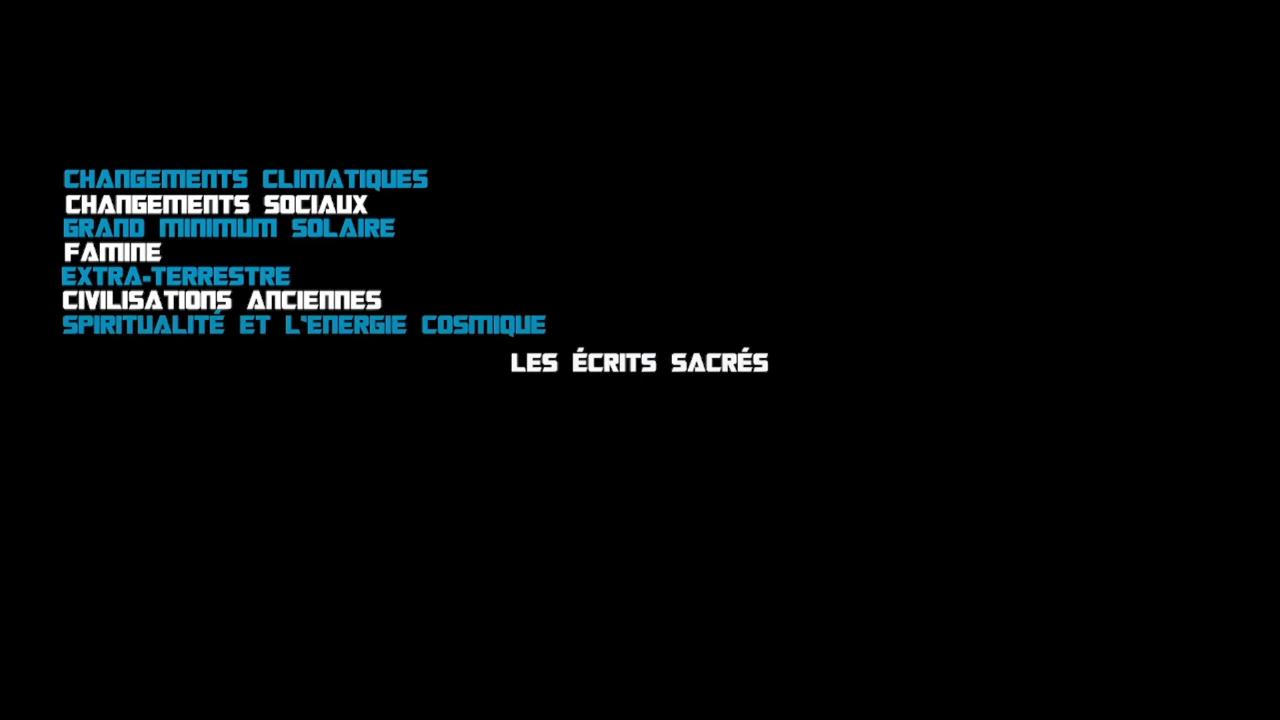 CHANGEMENTS CLIMATIQUES
CHANGEMENTS SOCIAUX
GRAND MINIMUM SOLAIRE
FAMINE
EXTRA-TERRESTRE
CIVILISATIONS ANCIENNES
SPIRITUALITÉ ET L'ENERGIE COSMIQUE
LES ÉCRITS SACRÉS